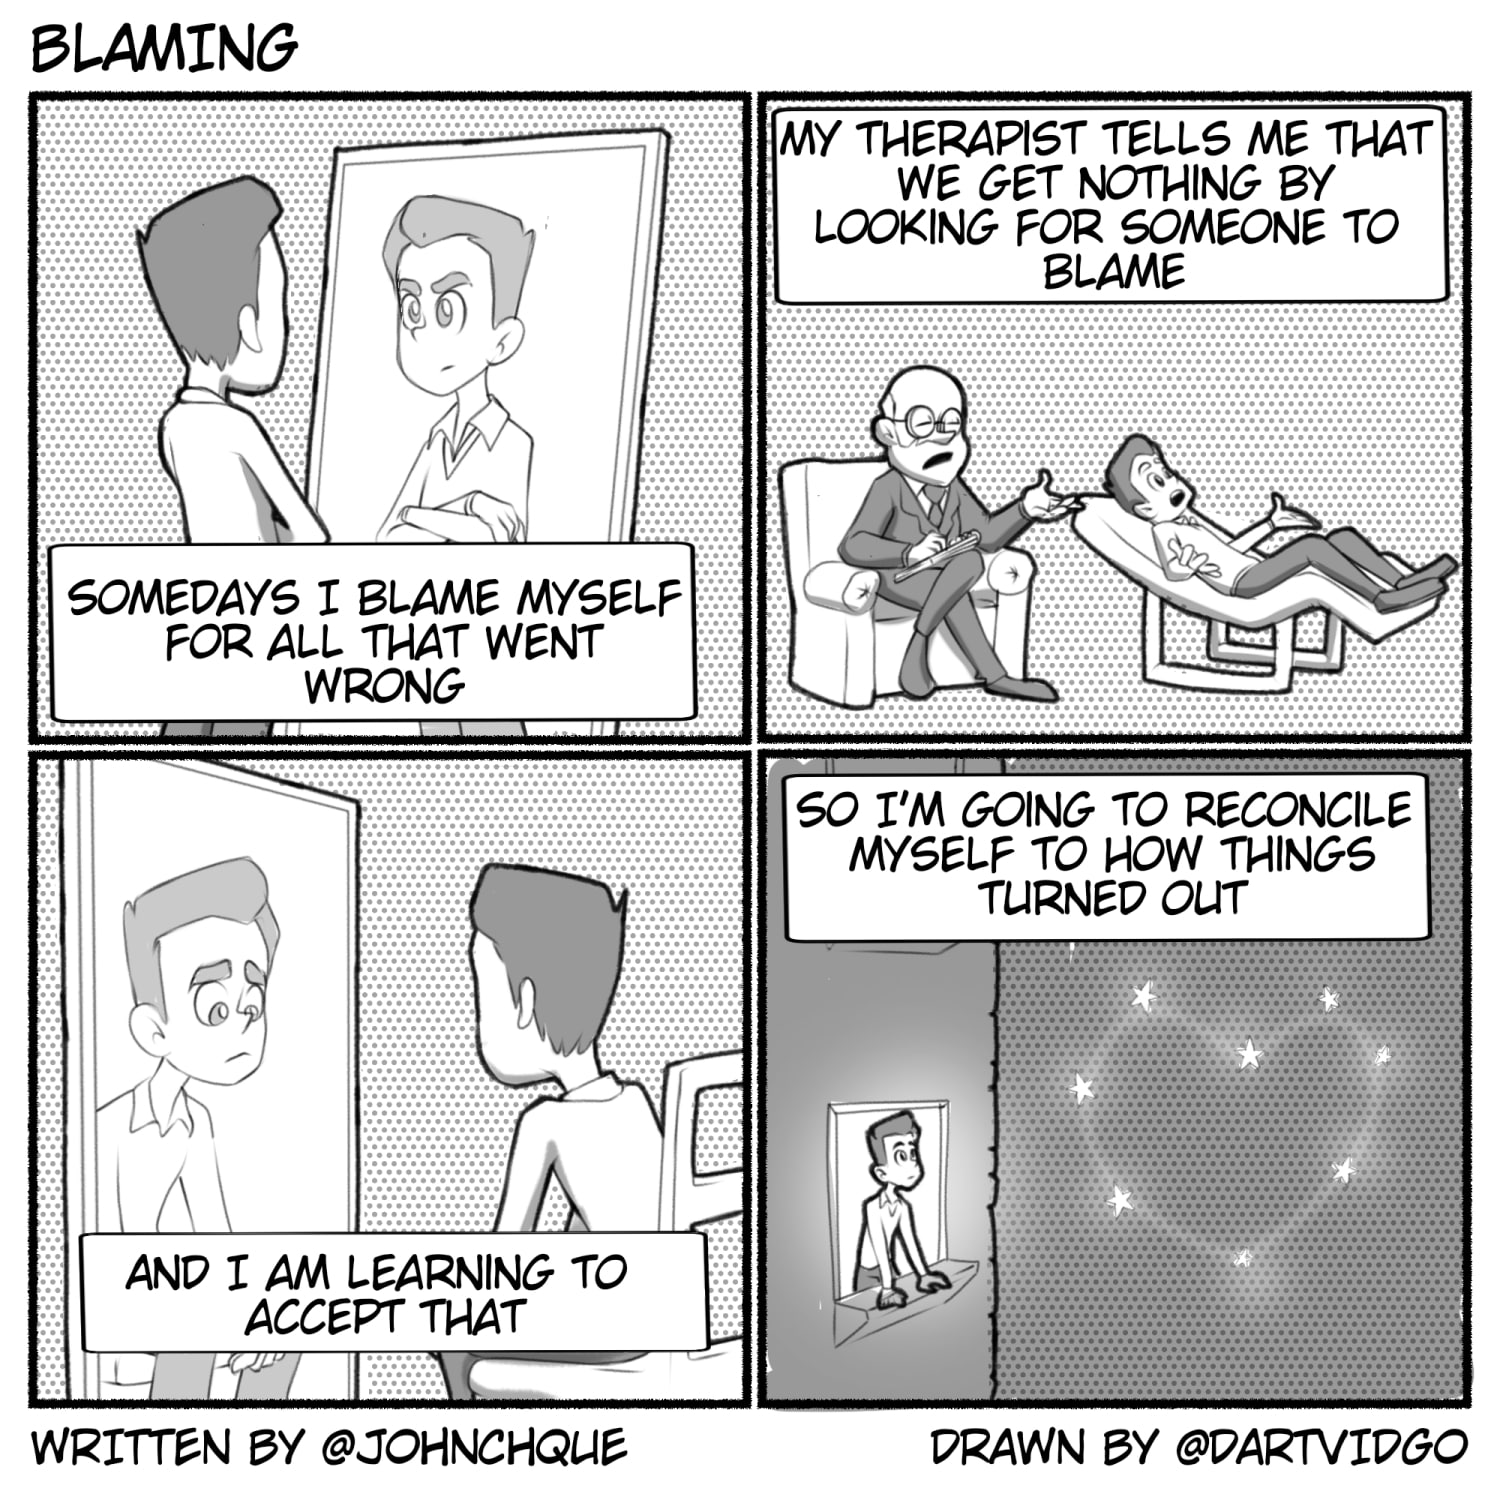 BLAMING
SOMEDAYS I BLAME MYSELF
FOR ALL THAT WENT
WRONG
MY THERAPIST TELLS ME THAT
WE GET NOTHING BY
LOOKING FOR SOMEONE TO
BLAME
AND I AM LEARNING TO
ACCEPT THAT
SO I'M GOING TO RECONCILE
MYSELF TO HOW THINGS
TURNED OUT
WRITTEN BY @JOHNCHQUE
DRAWN BY @DARTVIDGO